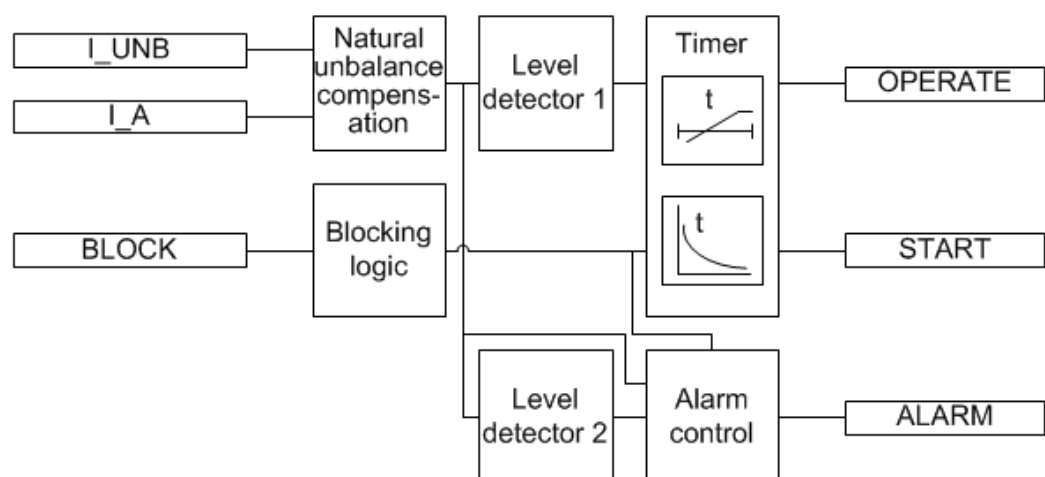 I_UNB
I_A
BLOCK
Natural
unbalance
compens-
ation
Blocking
logic
Level
detector 1
Level
detector 2
Timer
t
t
Alarm
control
OPERATE
START
ALARM